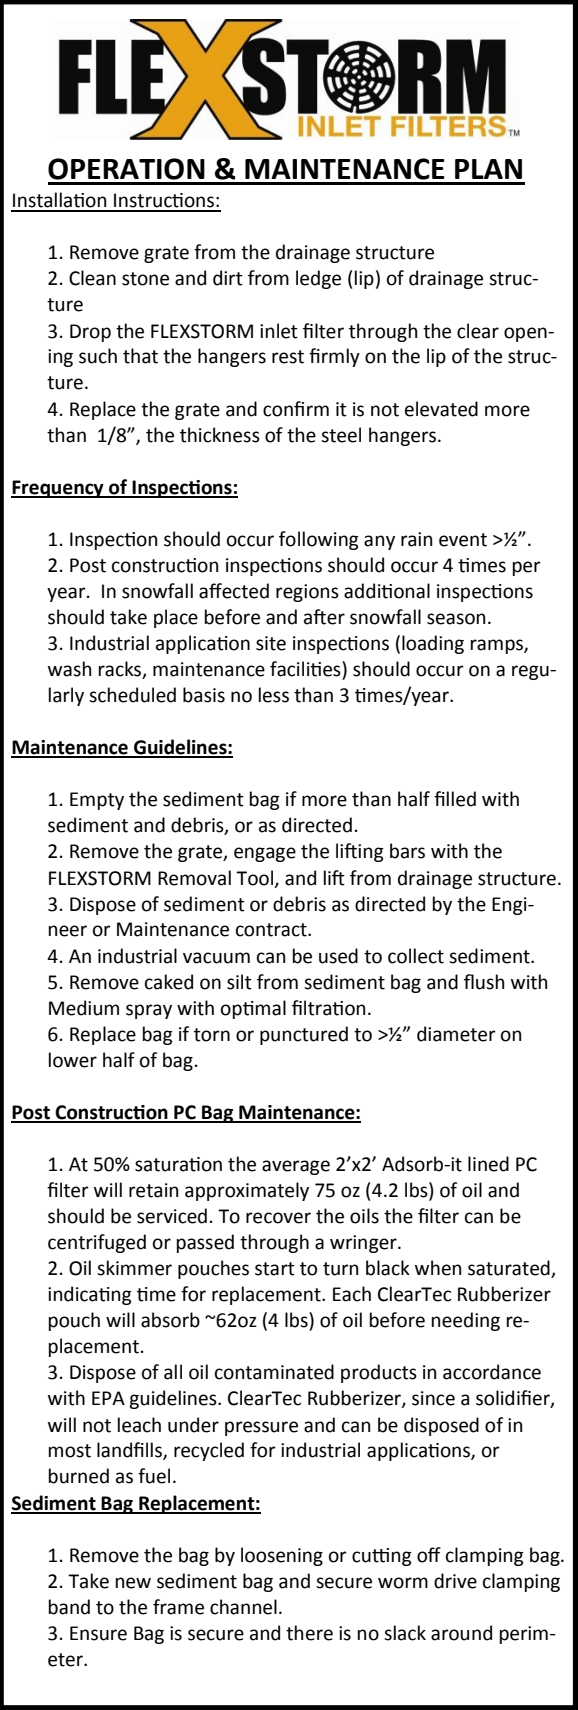 FLEXSTORM
INLET FILTERS™
OPERATION & MAINTENANCE PLAN
Installation Instructions:
1. Remove grate from the drainage structure
2. Clean stone and dirt from ledge (lip) of drainage struc-
ture
3. Drop the FLEXSTORM inlet filter through the clear open-
ing such that the hangers rest firmly on the lip of the struc-
ture.
4. Replace the grate and confirm it is not elevated more
than  1/8”, the thickness of the steel hangers.
Frequency of Inspections:
1. Inspection should occur following any rain event >½”.
2. Post construction inspections should occur 4 times per
year.  In snowfall affected regions additional inspections
should take place before and after snowfall season.
3. Industrial application site inspections (loading ramps,
wash racks, maintenance facilities) should occur on a regu-
larly scheduled basis no less than 3 times/year.
Maintenance Guidelines:
1. Empty the sediment bag if more than half filled with
sediment and debris, or as directed.
2. Remove the grate, engage the lifting bars with the
FLEXSTORM Removal Tool, and lift from drainage structure.
3. Dispose of sediment or debris as directed by the Engi-
neer or Maintenance contract.
4. An industrial vacuum can be used to collect sediment.
5. Remove caked on silt from sediment bag and flush with
Medium spray with optimal filtration.
6. Replace bag if torn or punctured to >½” diameter on
lower half of bag.
Post Construction PC Bag Maintenance:
1. At 50% saturation the average 2’x2’ Adsorb-it lined PC
filter will retain approximately 75 oz (4.2 lbs) of oil and
should be serviced. To recover the oils the filter can be
centrifuged or passed through a wringer.
2. Oil skimmer pouches start to turn black when saturated,
indicating time for replacement. Each ClearTec Rubberizer
pouch will absorb ~62oz (4 lbs) of oil before needing re-
placement.
3. Dispose of all oil contaminated products in accordance
with EPA guidelines. ClearTec Rubberizer, since a solidifier,
will not leach under pressure and can be disposed of in
most landfills, recycled for industrial applications, or
burned as fuel.
Sediment Bag Replacement:
1. Remove the bag by loosening or cutting off clamping bag.
2. Take new sediment bag and secure worm drive clamping
band to the frame channel.
3. Ensure Bag is secure and there is no slack around perim-
eter.